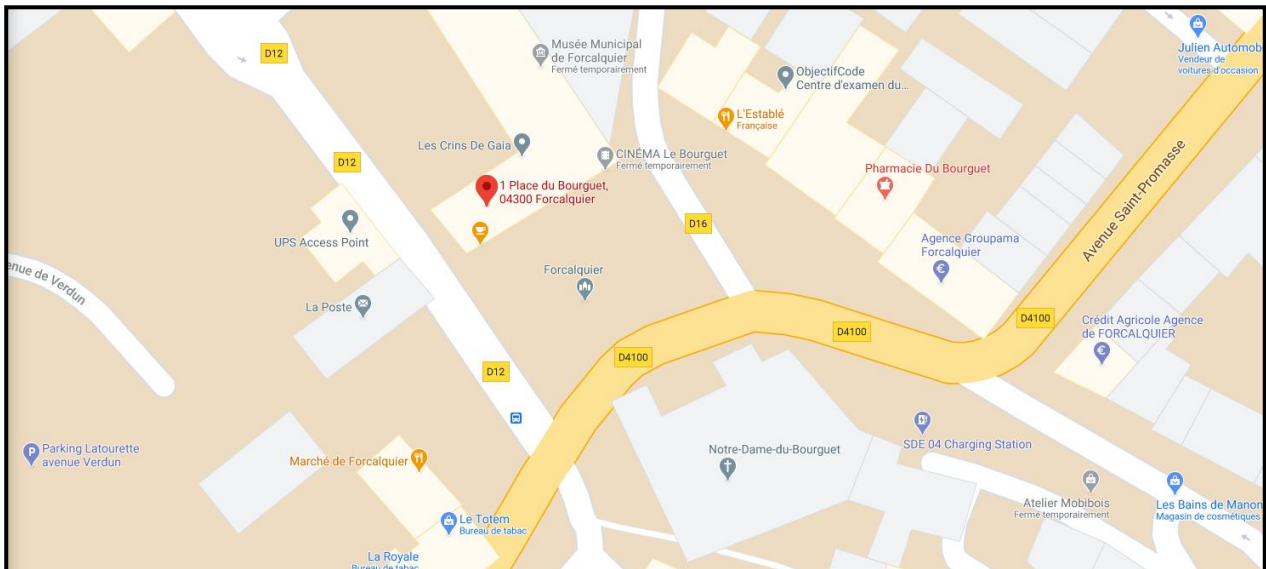 D12
Musée Municipal
de Forcalquier
Fermé temporairement
Julien Automob
Vendeur de
voitures d'occasion
ObjectifCode
Centre d'examen du...
L'Establé
Française
Les Crins De Gaia
CINÉMA Le Bourguet
Fermé temporairement
D12
Pharmacie Du Bourguet
1 Place du Bourguet,
04300 Forcalquier
Avenue Saint-Promasse
D16
UPS Access Point
Agence Groupama
Forcalquier
€
enue de Verdun
Forcalquier
La Poste
D4100
D4100
D4100
Crédit Agricole Agence
de FORCALQUIER
€
D12
P
Parking Latourette
avenue Verdun
Marché de Forcalquier
Notre-Dame-du-Bourguet
SDE 04 Charging Station
Atelier Mobibois
Fermé temporairement
Les Bains de Manon
Magasin de cosmétiques
Le Totem
Bureau de tabac
La Royale
Bureau de tabac